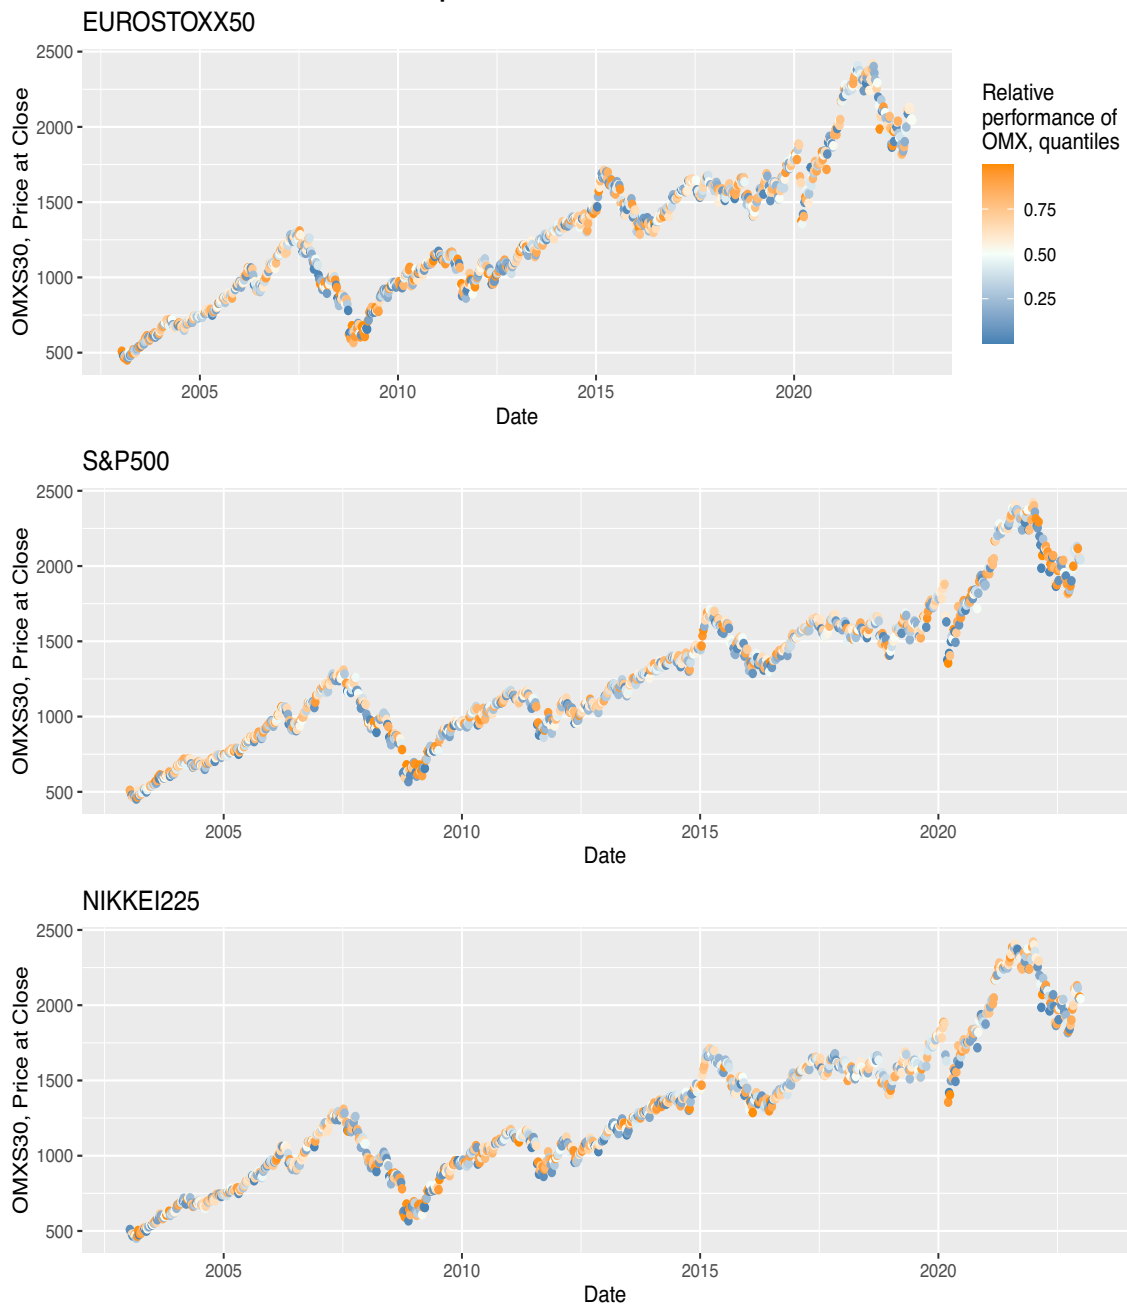 EUROSTOXX50
2500
2000
1500
1000
500
OMXS30, Price at Close
2005 2010 2015 2020
Date
Relative
performance of
OMX, quantiles
0.75
0.50
0.25
S&P500
2500
2000
1500
1000
500
OMXS30, Price at Close
2005 2010 2015 2020
Date
NIKKEI225
2500
2000
1500
1000
500
OMXS30, Price at Close
2005 2010 2015 2020
Date